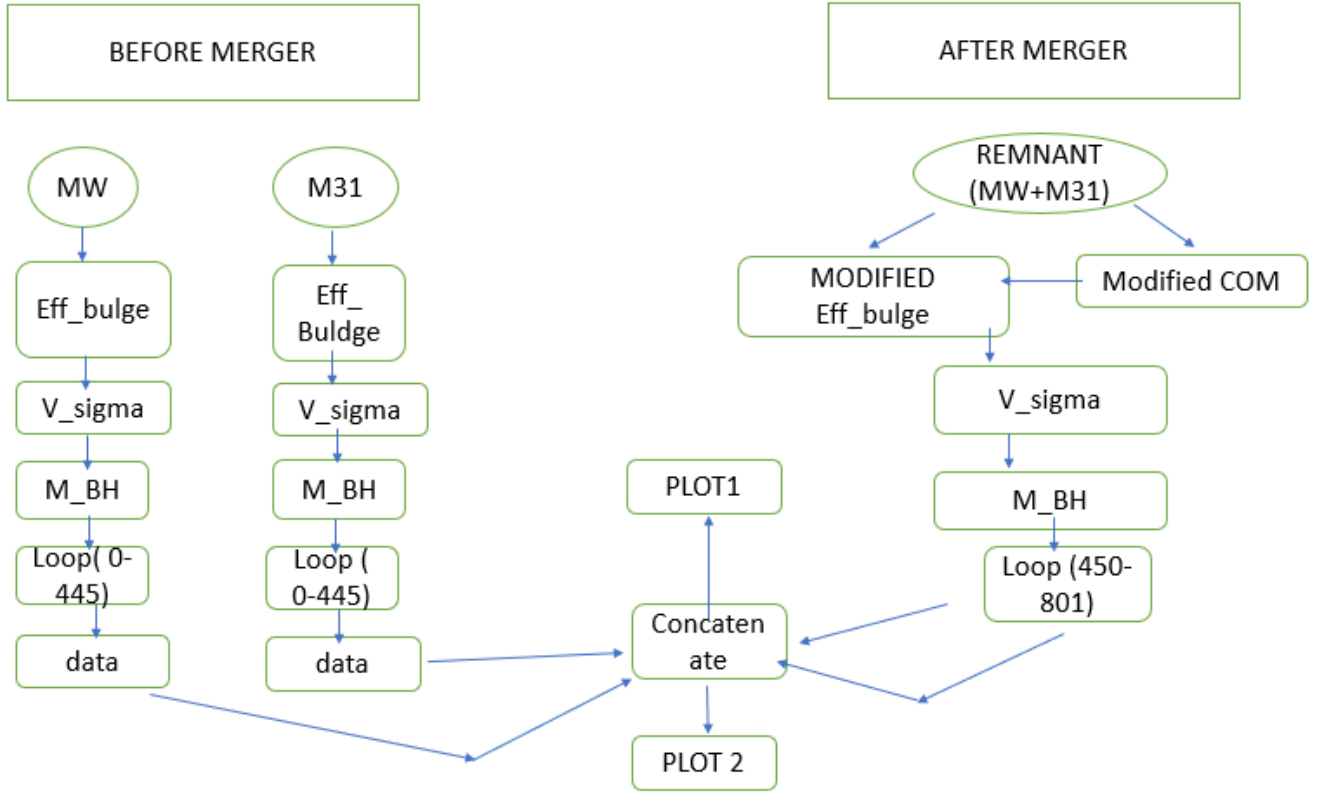 BEFORE MERGER
AFTER MERGER
MW
M31
REMNANT
(MW+M31)
Eff_bulge
Eff_
Buldge
MODIFIED
Eff_bulge
Modified COM
V_sigma
V_sigma
V_sigma
M_BH
M_BH
PLOT1
M_BH
Loop( 0-
445)
Loop (
0-445)
Loop (450-
801)
data
data
Concaten
ate
PLOT 2